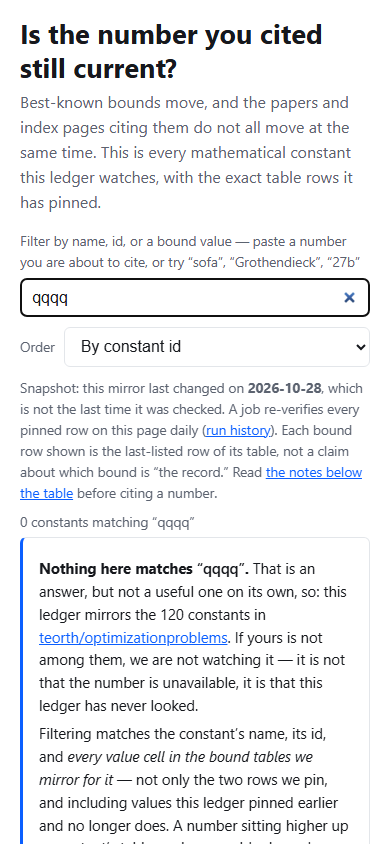 Is the number you cited
still current?
Best-known bounds move, and the papers and
index pages citing them do not all move at the
same time. This is every mathematical constant
this ledger watches, with the exact table rows it
has pinned.
Filter by name, id, or a bound value — paste a number
you are about to cite, or try “sofa”, “Grothendieck”, “27b”
qqqq
Order
By constant id
Snapshot: this mirror last changed on 2026-10-28, which
is not the last time it was checked. A job re-verifies every
pinned row on this page daily (run history). Each bound
row shown is the last-listed row of its table, not a claim
about which bound is “the record.” Read the notes below
the table before citing a number.
0 constants matching “qqqq”
Nothing here matches “qqqq”. That is an
answer, but not a useful one on its own, so: this
ledger mirrors the 120 constants in
teorth/optimizationproblems. If yours is not
among them, we are not watching it — it is not
that the number is unavailable, it is that this
ledger has never looked.
Filtering matches the constant’s name, its id,
and every value cell in the bound tables we
mirror for it — not only the two rows we pin,
and including values this ledger pinned earlier
and no longer does. A number sitting higher up